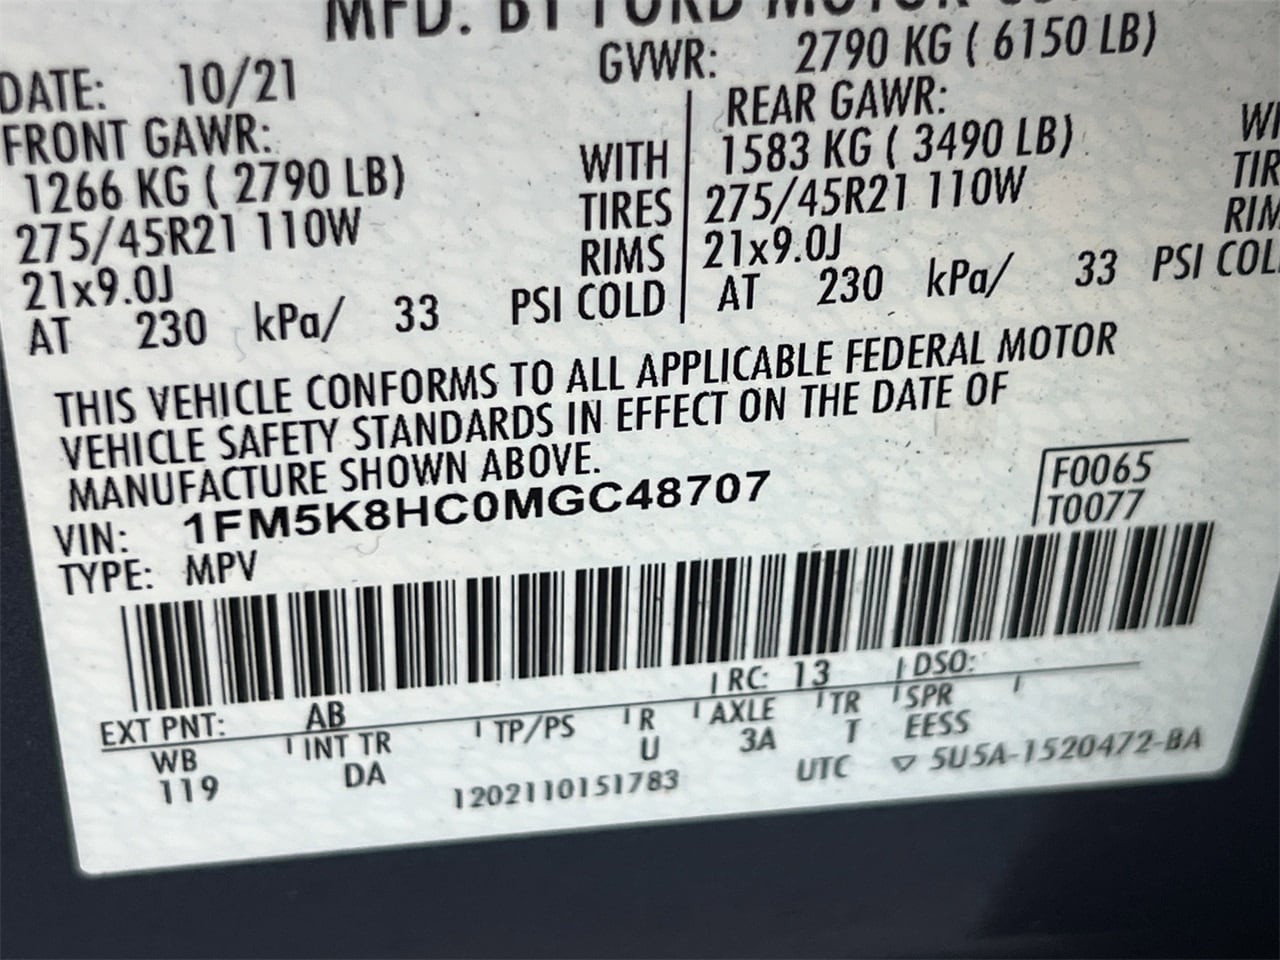 MFD. BY FORD MOTOR CO
DATE: 10/21 GVWR: 2790 KG ( 6150 LB)
FRONT GAWR: REAR GAWR:
1266 KG ( 2790 LB) WITH 1583 KG ( 3490 LB)
275/45R21 110W TIRES 275/45R21 110W
21x9.0J RIMS 21x9.0J
AT 230 kPa/ 33 PSI COLD AT 230 kPa/ 33 PSI COL
THIS VEHICLE CONFORMS TO ALL APPLICABLE FEDERAL MOTOR
VEHICLE SAFETY STANDARDS IN EFFECT ON THE DATE OF
MANUFACTURE SHOWN ABOVE.
VIN: 1FM5K8HC0MGC48707 F0065
TYPE: MPV T0077
RC: 13 DSO:
EXT PNT: AB
WB INT TR TP/PS R AXLE TR SPR
119 DA U 3A T EESS
1202110151783 UTC ▽ 5U5A-1520472-BA